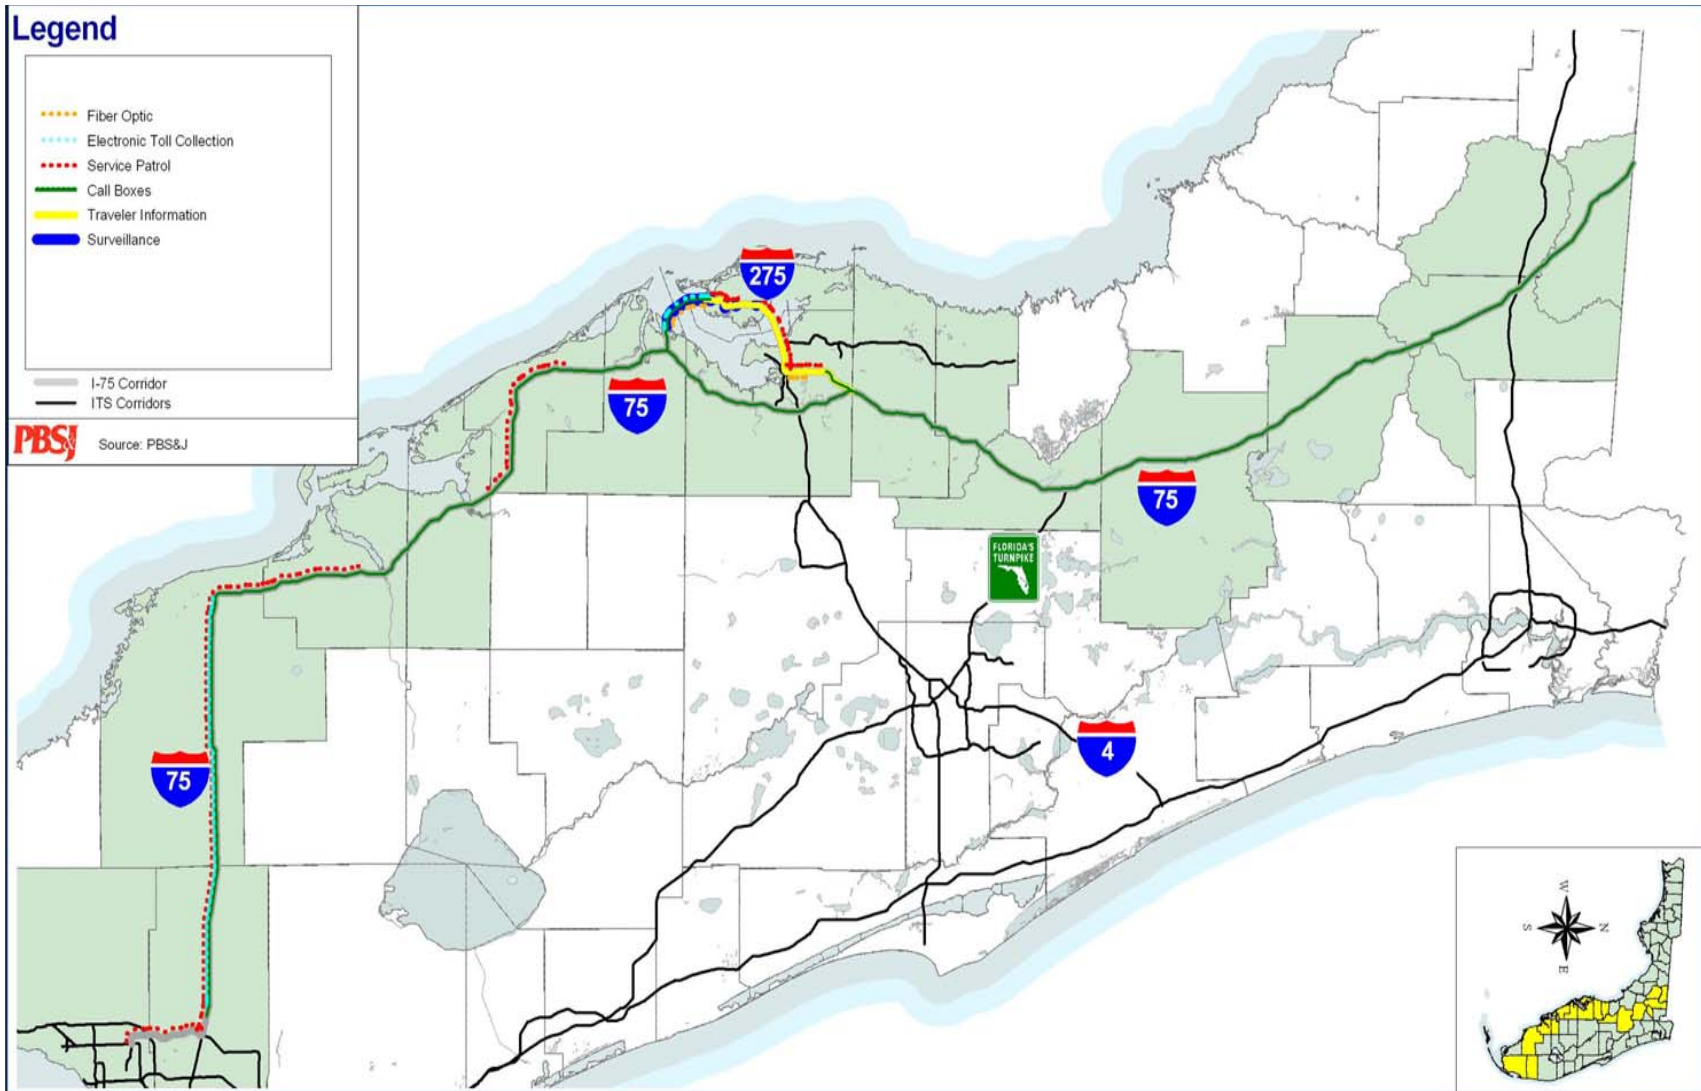 Legend
Fiber Optic
Electronic Toll Collection
Service Patrol
Call Boxes
Traveler Information
Surveillance
I-75 Corridor
ITS Corridors
PBSJ
Source: PBS&J
275
75
75
FLORIDA'S
TURNPIKE
4
75
W
S
N
E